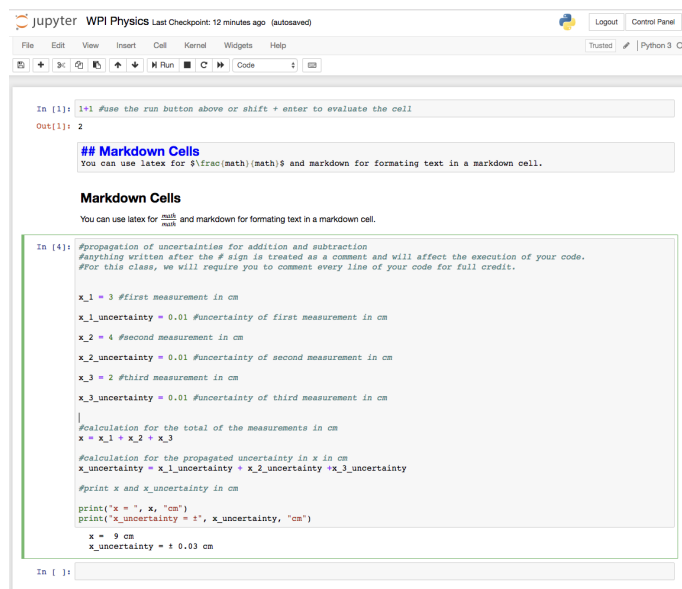 jupyter WPI Physics Last Checkpoint: 12 minutes ago (autosaved)
Logout Control Panel
File Edit View Insert Cell Kernel Widgets Help
Trusted Python 3
Run Code
In [1]: 1+1 #use the run button above or shift + enter to evaluate the cell
Out[1]: 2
## Markdown Cells
You can use latex for $\frac{math}{math}$ and markdown for formating text in a markdown cell.
Markdown Cells
You can use latex for math/math and markdown for formating text in a markdown cell.
In [4]: #propagation of uncertainties for addition and subtraction
#anything written after the # sign is treated as a comment and will affect the execution of your code.
#For this class, we will require you to comment every line of your code for full credit.
x_1 = 3 #first measurement in cm
x_1_uncertainty = 0.01 #uncertainty of first measurement in cm
x_2 = 4 #second measurement in cm
x_2_uncertainty = 0.01 #uncertainty of second measurement in cm
x_3 = 2 #third measurement in cm
x_3_uncertainty = 0.01 #uncertainty of third measurement in cm
#calculation for the total of the measurements in cm
x = x_1 + x_2 + x_3
#calculation for the propagated uncertainty in x in cm
x_uncertainty = x_1_uncertainty + x_2_uncertainty +x_3_uncertainty
#print x and x_uncertainty in cm
print("x = ", x, "cm")
print("x_uncertainty = ±", x_uncertainty, "cm")
x =  9 cm
x_uncertainty = ± 0.03 cm
In [ ]: